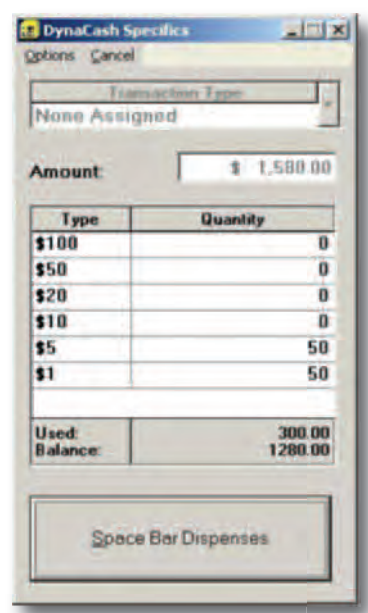 DynaCash Specifics
Options Cancel
Transaction Type
None Assigned
Amount: $ 1,580.00
Type Quantity
$100 0
$50 0
$20 0
$10 0
$5 50
$1 50
Used: 300.00
Balance: 1280.00
Space Bar Dispenses